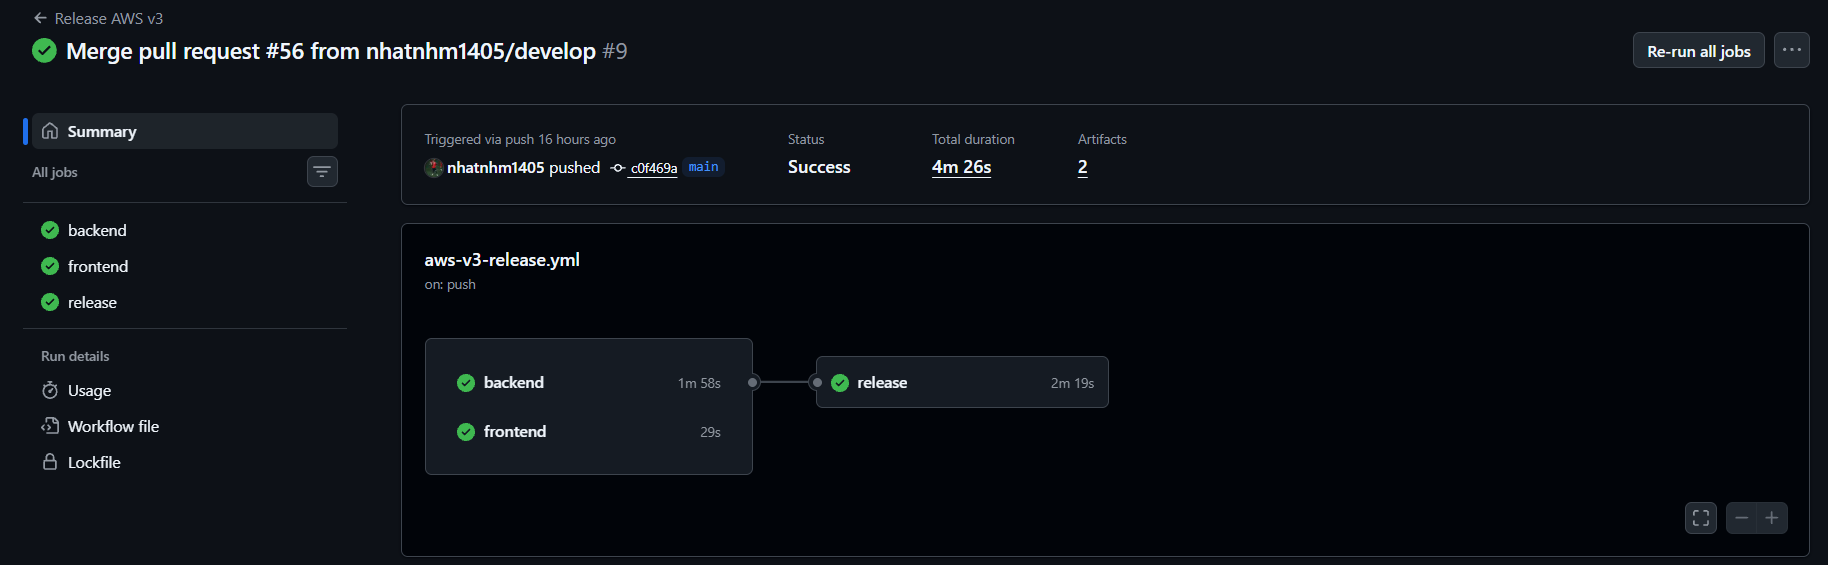 Release AWS v3
Merge pull request #56 from nhatnhm1405/develop #9
Re-run all jobs
Summary
All jobs
backend
frontend
release
Run details
Usage
Workflow file
Lockfile
Triggered via push 16 hours ago
nhatnhm1405 pushed c0f469a main
Status
Success
Total duration
4m 26s
Artifacts
2
aws-v3-release.yml
on: push
backend 1m 58s
frontend 29s
release 2m 19s